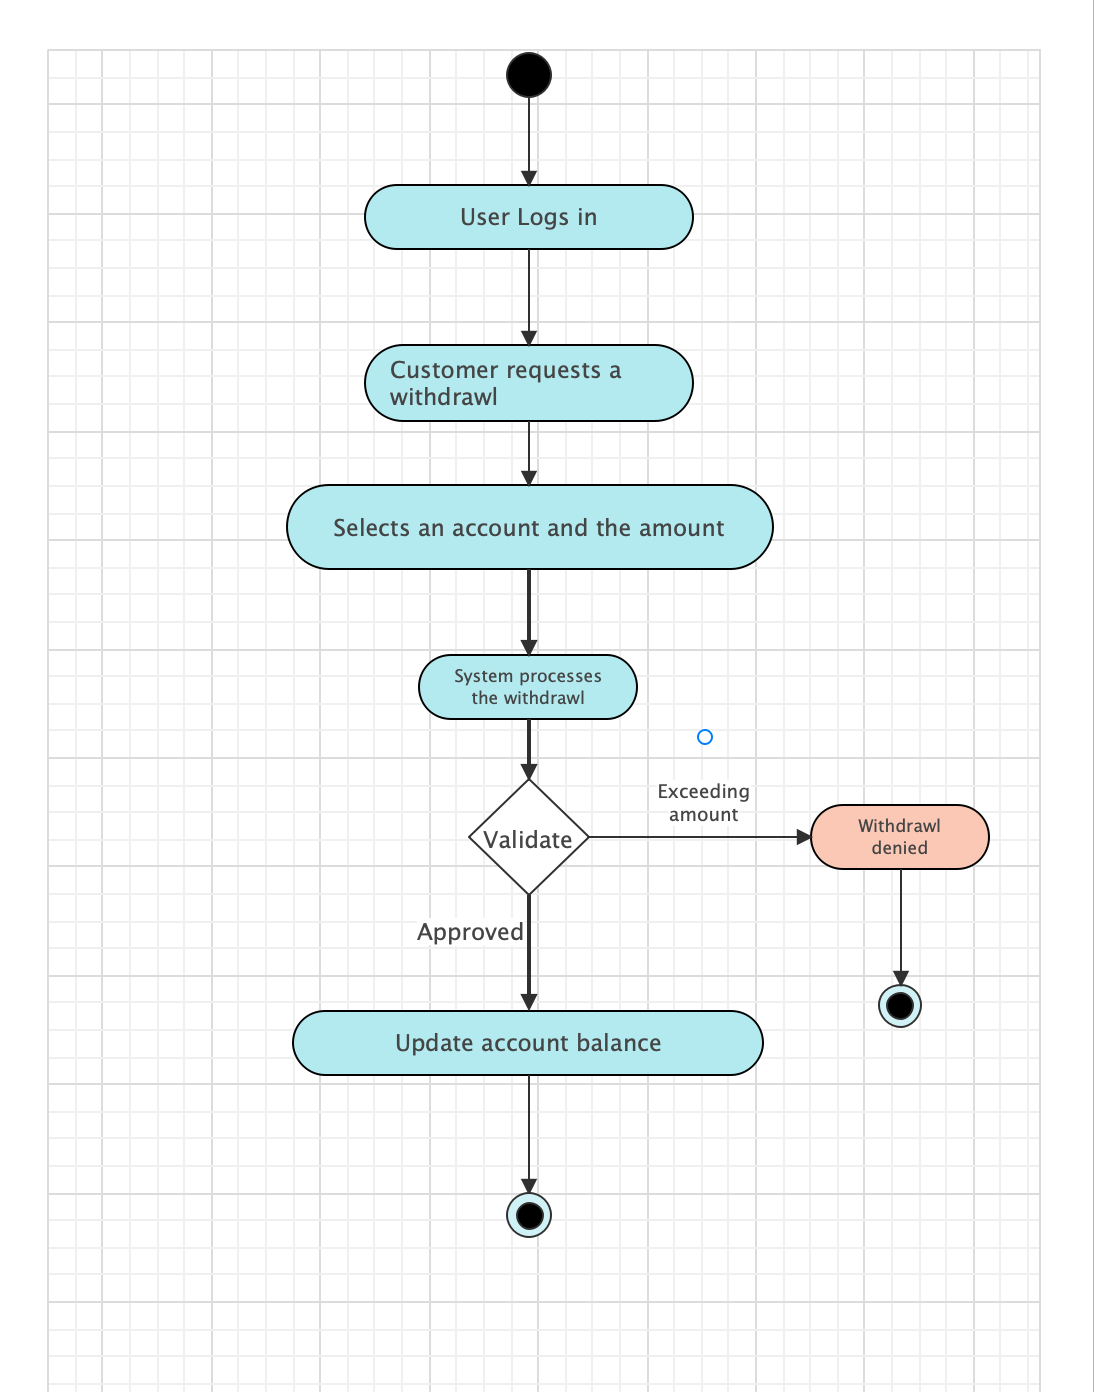 User Logs in
Customer requests a
withdrawl
Selects an account and the amount
System processes
the withdrawl
Exceeding
amount
Validate
Withdrawl
denied
Approved
Update account balance